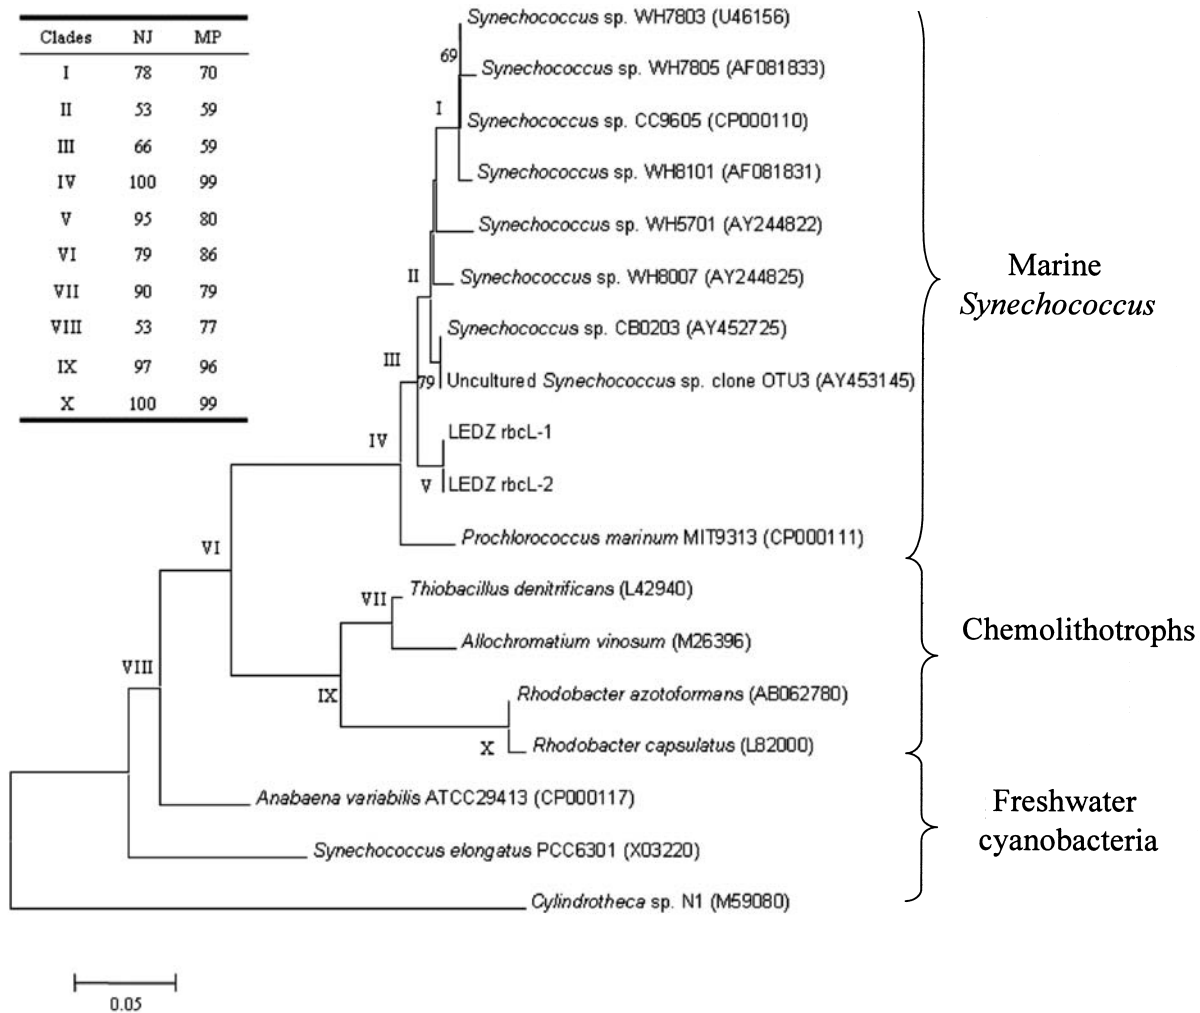 Clades NJ MP
I 78 70
II 53 59
III 66 59
IV 100 99
V 95 80
VI 79 86
VII 90 79
VIII 53 77
IX 97 96
X 100 99
Synechococcus sp. WH7803 (U46156)
69
Synechococcus sp. WH7805 (AF081833)
I
Synechococcus sp. CC9605 (CP000110)
Synechococcus sp. WH8101 (AF081831)
Synechococcus sp. WH5701 (AY244822)
II
Synechococcus sp. WH8007 (AY244825)
Synechococcus sp. CB0203 (AY452725)
III
79
Uncultured Synechococcus sp. clone OTU3 (AY453145)
LEDZ rbcL-1
IV
V
LEDZ rbcL-2
Prochlorococcus marinum MIT9313 (CP000111)
VI
Thiobacillus denitrificans (L42940)
VII
Allochromatium vinosum (M26396)
VIII
Rhodobacter azotoformans (AB062780)
IX
X
Rhodobacter capsulatus (L82000)
Anabaena variabilis ATCC29413 (CP000117)
Synechococcus elongatus PCC6301 (X03220)
Cylindrotheca sp. N1 (M59080)
Marine
Synechococcus
Chemolithotrophs
Freshwater
cyanobacteria
0.05